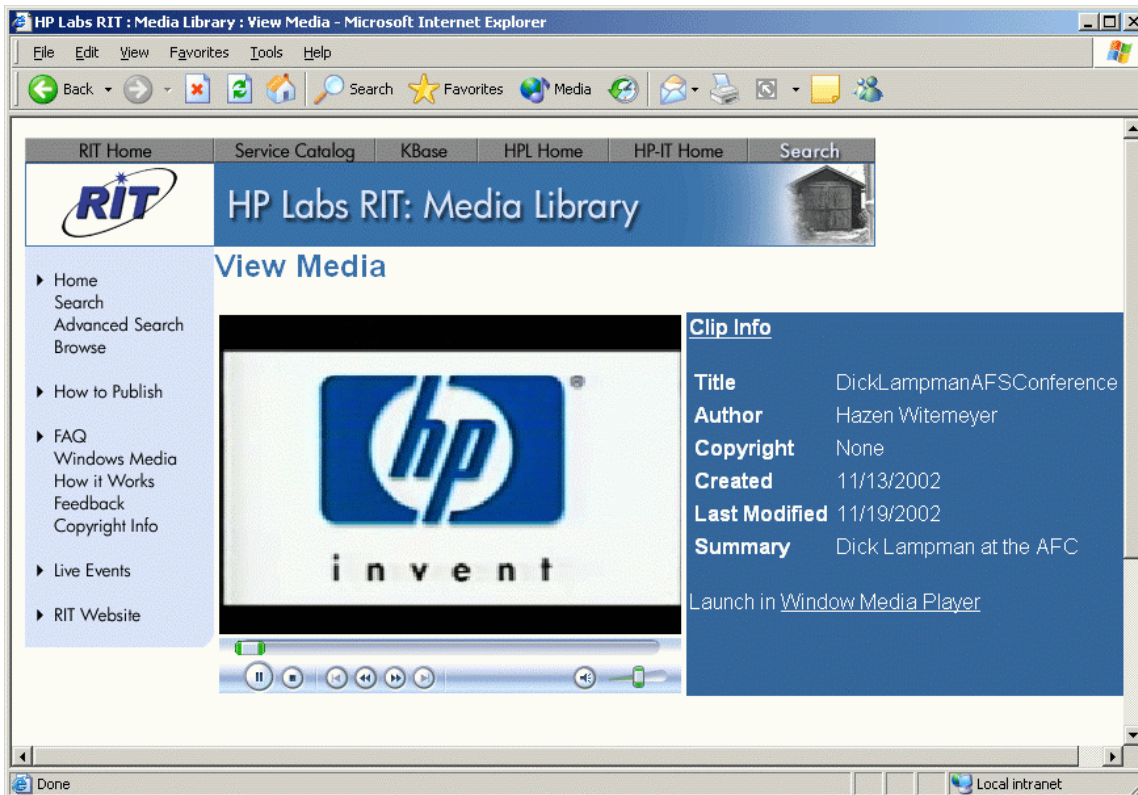 HP Labs RIT : Media Library : View Media - Microsoft Internet Explorer
File Edit View Favorites Tools Help
Back Search Favorites Media
RIT Home Service Catalog KBase HPL Home HP-IT Home Search
RIT
HP Labs RIT: Media Library
Home
Search
Advanced Search
Browse
How to Publish
FAQ
Windows Media
How it Works
Feedback
Copyright Info
Live Events
RIT Website
View Media
hp
®
invent
Clip Info
Title DickLampmanAFSConference
Author Hazen Witemeyer
Copyright None
Created 11/13/2002
Last Modified 11/19/2002
Summary Dick Lampman at the AFC
Launch in Window Media Player
Done Local intranet